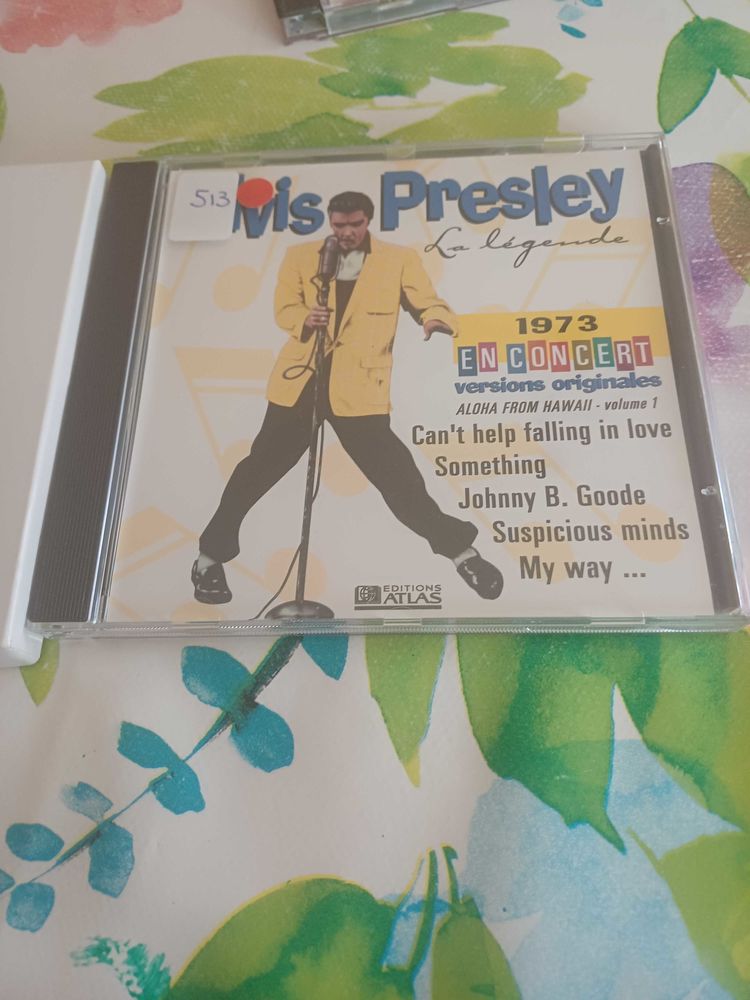 513
vis Presley
La légende
1973
EN CONCERT
versions originales
ALOHA FROM HAWAII - volume 1
Can't help falling in love
Something
Johnny B. Goode
Suspicious minds
My way ...
EDITIONS
ATLAS